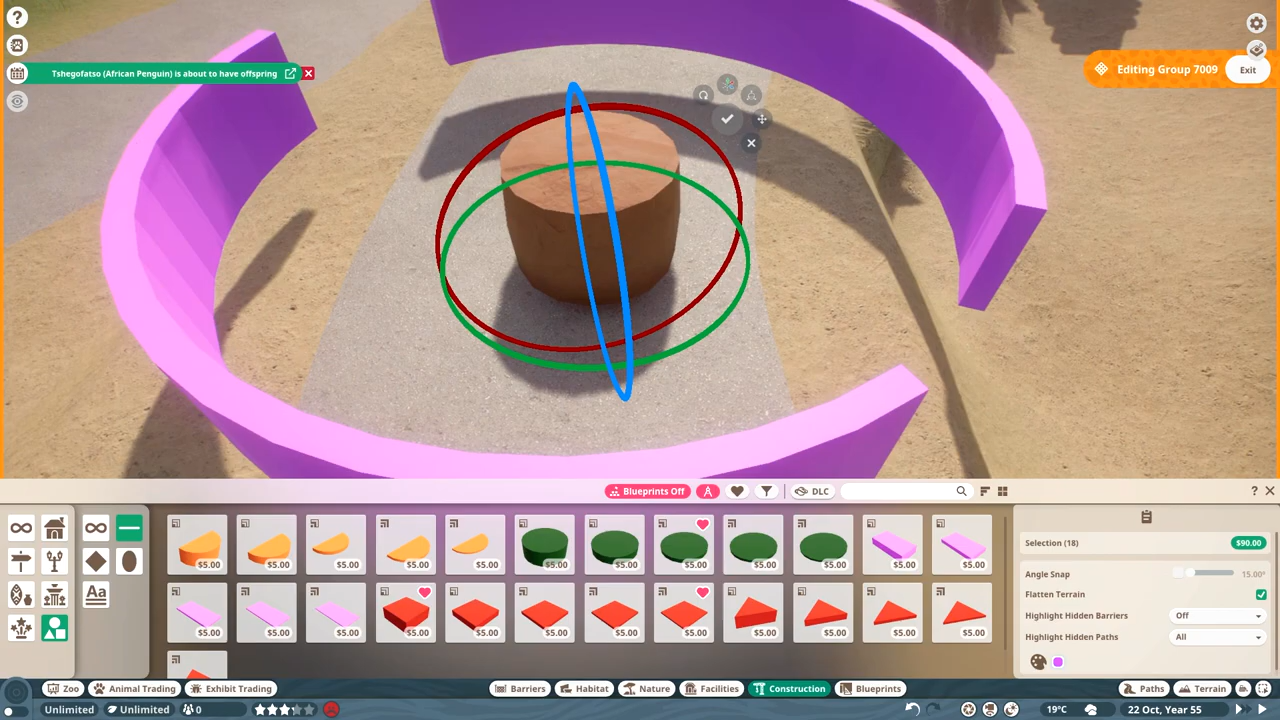 ?
Tshegofatso (African Penguin) is about to have offspring
Editing Group 7009
Exit
Blueprints Off
DLC
?
$5.00 $5.00 $5.00 $5.00 $5.00 $5.00 $5.00 $5.00 $5.00 $5.00 $5.00 $5.00
$5.00 $5.00 $5.00 $5.00 $5.00 $5.00 $5.00 $5.00 $5.00 $5.00 $5.00 $5.00
Aa
Selection (18)
$90.00
Angle Snap
15.00°
Flatten Terrain
Highlight Hidden Barriers
Off
Highlight Hidden Paths
All
Zoo
Animal Trading
Exhibit Trading
Barriers
Habitat
Nature
Facilities
Construction
Blueprints
Paths
Terrain
Unlimited
Unlimited
0
19°C
22 Oct, Year 55